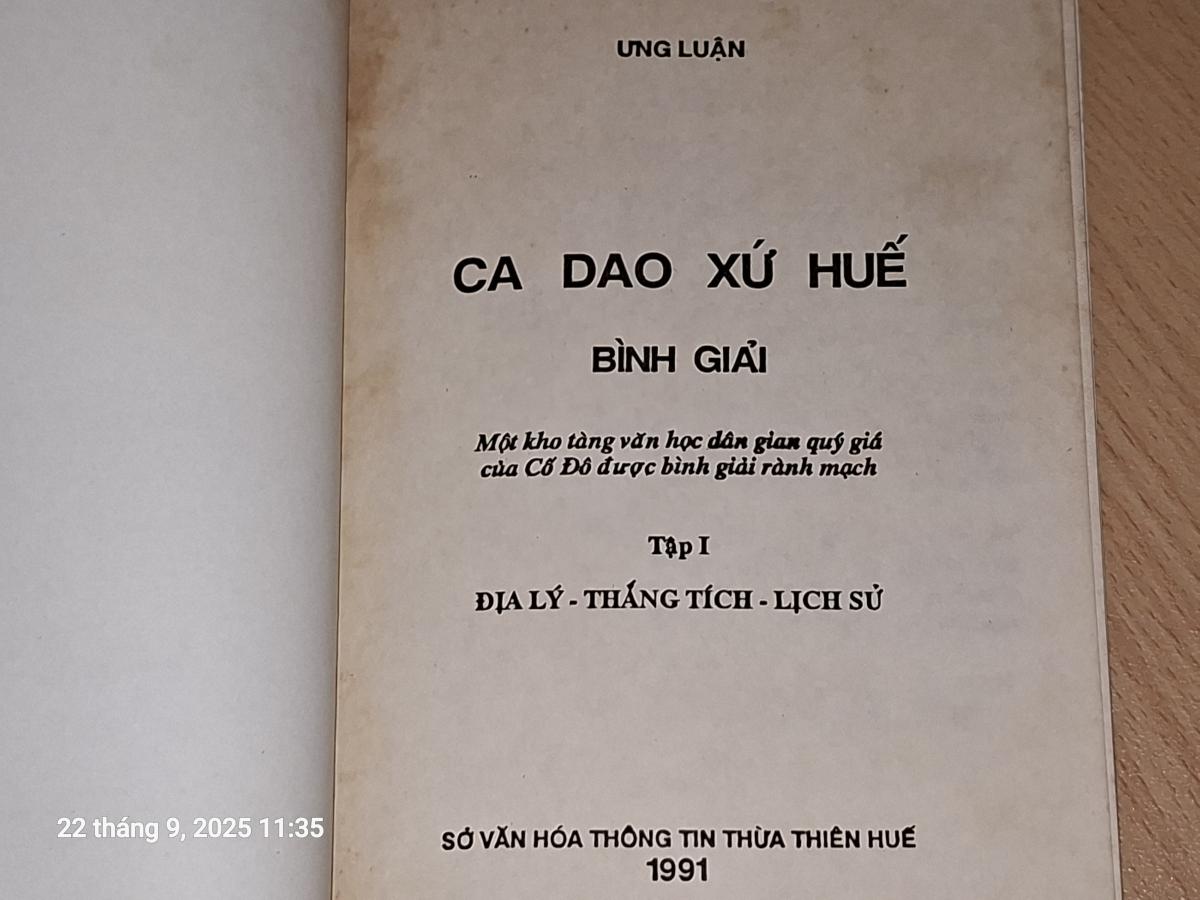 ƯNG LUẬN
CA DAO XỨ HUẾ
BÌNH GIẢI
Một kho tàng văn học dân gian quý giá
của Cố Đô được bình giải rành mạch
Tập I
ĐỊA LÝ - THẮNG TÍCH - LỊCH SỬ
SỞ VĂN HÓA THÔNG TIN THỪA THIÊN HUẾ
1991
22 tháng 9, 2025 11:35